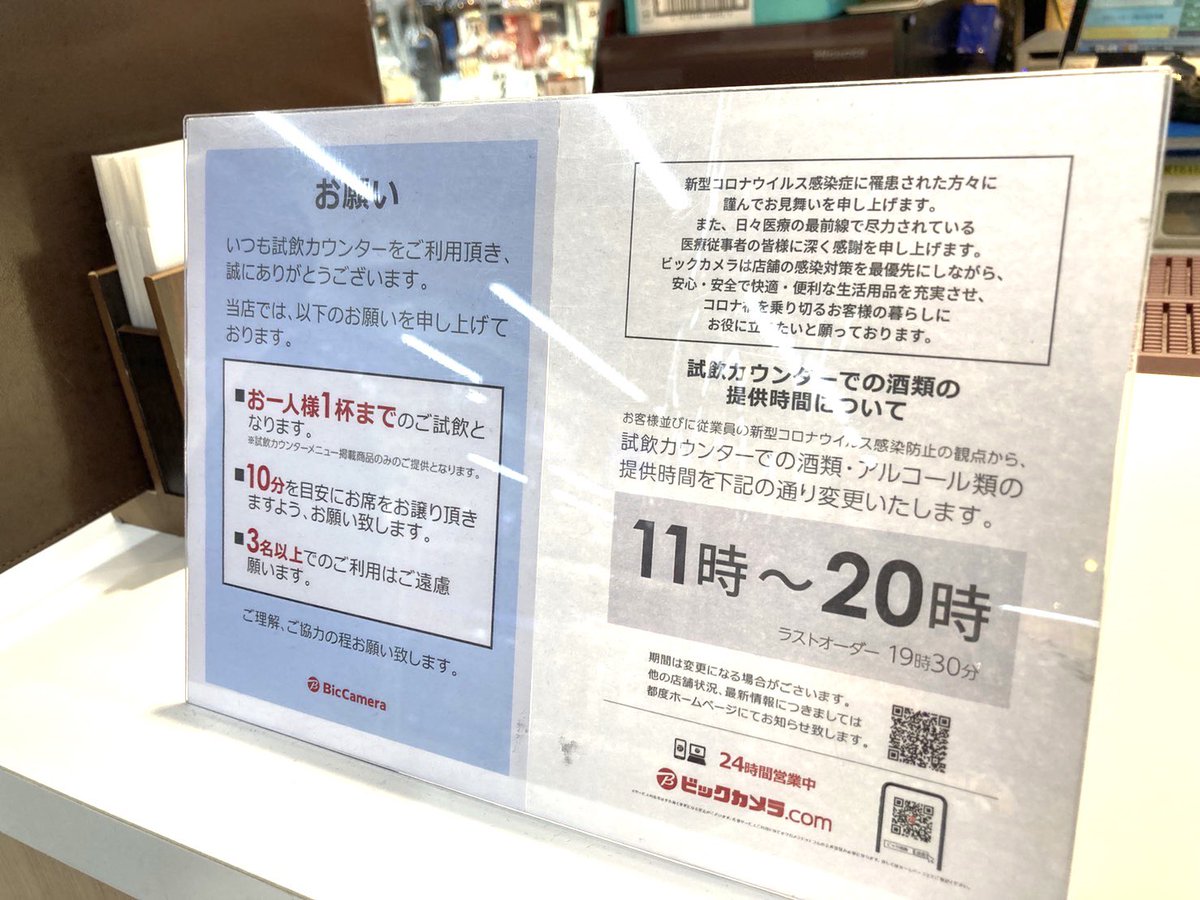 お願い
いつも試飲カウンターをご利用頂き、
誠にありがとうございます。
当店では、以下のお願いを申し上げて
おります。
■お一人様1杯までのご試飲と
なります。
※試飲カウンターメニュー掲載商品のみのご提供となります。
■10分を目安にお席をお譲り頂き
ますよう、お願い致します。
■3名以上でのご利用はご遠慮
願います。
ご理解、ご協力の程お願い致します。
BicCamera
新型コロナウイルス感染症に罹患された方々に
謹んでお見舞いを申し上げます。
また、日々医療の最前線で尽力されている
医療従事者の皆様に深く感謝を申し上げます。
ビックカメラは店舗の感染対策を最優先にしながら、
安心・安全で快適・便利な生活用品を充実させ、
コロナ禍を乗り切るお客様の暮らしに
お役に立ちたいと願っております。
試飲カウンターでの酒類の
提供時間について
お客様並びに従業員の新型コロナウイルス感染防止の観点から、
試飲カウンターでの酒類・アルコール類の
提供時間を下記の通り変更いたします。
11時～20時
ラストオーダー 19時30分
期間は変更になる場合がございます。
他の店舗状況、最新情報につきましては
都度ホームページにてお知らせ致します。
24時間営業中
ビックカメラ.com